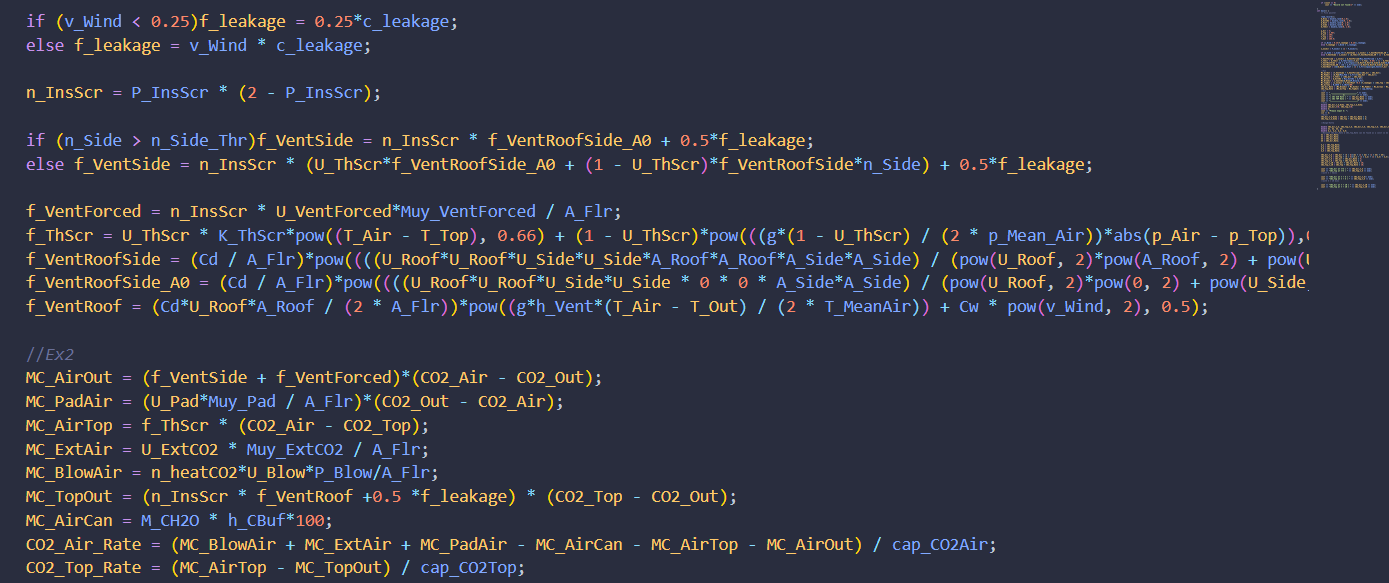 if (v_Wind < 0.25)f_leakage = 0.25*c_leakage;
else f_leakage = v_Wind * c_leakage;
n_InsScr = P_InsScr * (2 - P_InsScr);
if (n_Side > n_Side_Thr)f_VentSide = n_InsScr * f_VentRoofSide_A0 + 0.5*f_leakage;
else f_VentSide = n_InsScr * (U_ThScr*f_VentRoofSide_A0 + (1 - U_ThScr)*f_VentRoofSide*n_Side) + 0.5*f_leakage;
f_VentForced = n_InsScr * U_VentForced*Muy_VentForced / A_Flr;
f_ThScr = U_ThScr * K_ThScr*pow((T_Air - T_Top), 0.66) + (1 - U_ThScr)*pow(((g*(1 - U_ThScr) / (2 * p_Mean_Air))*abs(p_Air - p_Top)),
f_VentRoofSide = (Cd / A_Flr)*pow((((U_Roof*U_Roof*U_Side*U_Side*A_Roof*A_Roof*A_Side*A_Side) / (pow(U_Roof, 2)*pow(A_Roof, 2) + pow(
f_VentRoofSide_A0 = (Cd / A_Flr)*pow((((U_Roof*U_Roof*U_Side*U_Side * 0 * 0 * A_Side*A_Side) / (pow(U_Roof, 2)*pow(0, 2) + pow(U_Side,
f_VentRoof = (Cd*U_Roof*A_Roof / (2 * A_Flr))*pow((g*h_Vent*(T_Air - T_Out) / (2 * T_MeanAir)) + Cw * pow(v_Wind, 2), 0.5);
//Ex2
MC_AirOut = (f_VentSide + f_VentForced)*(CO2_Air - CO2_Out);
MC_PadAir = (U_Pad*Muy_Pad / A_Flr)*(CO2_Out - CO2_Air);
MC_AirTop = f_ThScr * (CO2_Air - CO2_Top);
MC_ExtAir = U_ExtCO2 * Muy_ExtCO2 / A_Flr;
MC_BlowAir = n_heatCO2*U_Blow*P_Blow/A_Flr;
MC_TopOut = (n_InsScr * f_VentRoof +0.5 *f_leakage) * (CO2_Top - CO2_Out);
MC_AirCan = M_CH2O * h_CBuf*100;
CO2_Air_Rate = (MC_BlowAir + MC_ExtAir + MC_PadAir - MC_AirCan - MC_AirTop - MC_AirOut) / cap_CO2Air;
CO2_Top_Rate = (MC_AirTop - MC_TopOut) / cap_CO2Top;